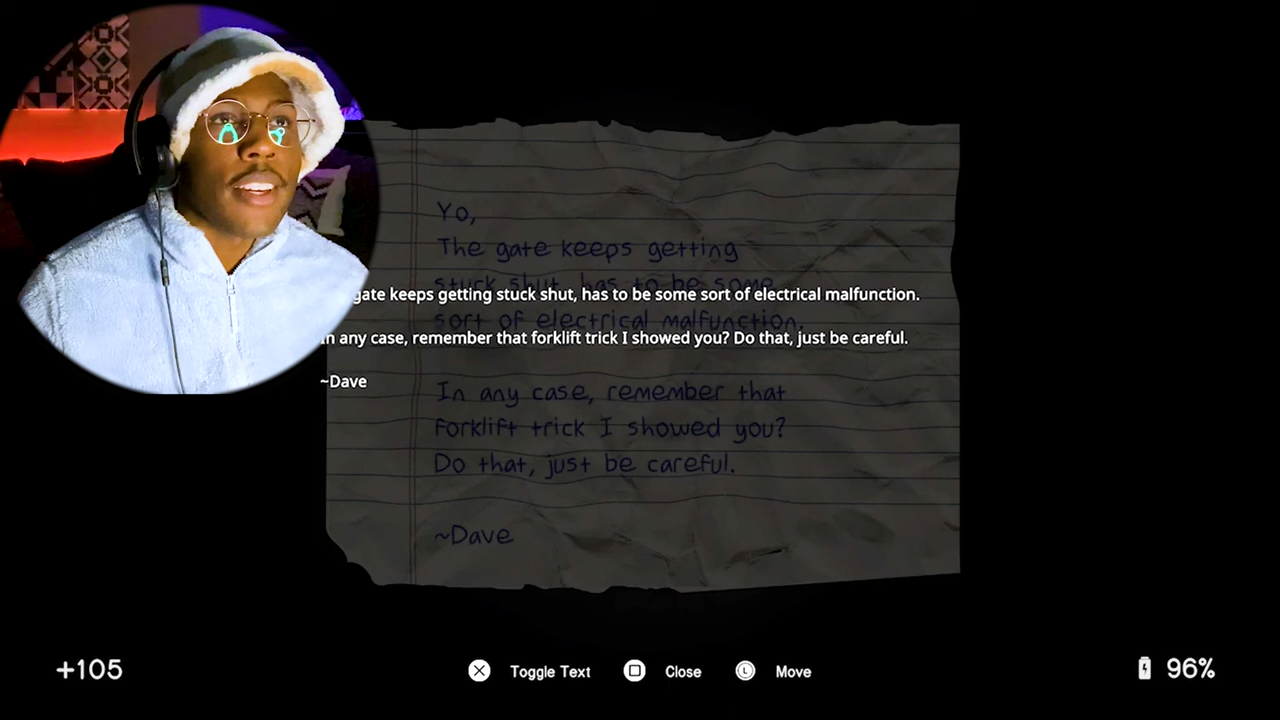 Yo,
The gate keeps getting
stuck shut, has to be some
sort of electrical malfunction.
In any case, remember that
forklift trick I showed you?
Do that, just be careful.
~Dave
gate keeps getting stuck shut, has to be some sort of electrical malfunction.
In any case, remember that forklift trick I showed you? Do that, just be careful.
~Dave
+105
Toggle Text
Close
L Move
96%